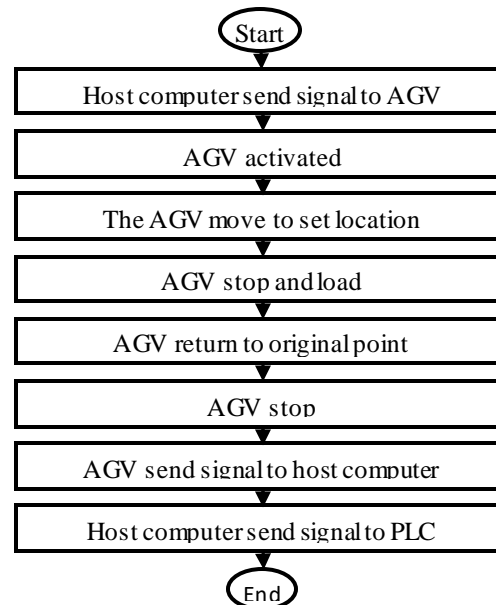 Start
Host computer send signal to AGV
AGV activated
The AGV move to set location
AGV stop and load
AGV return to original point
AGV stop
AGV send signal to host computer
Host computer send signal to PLC
End